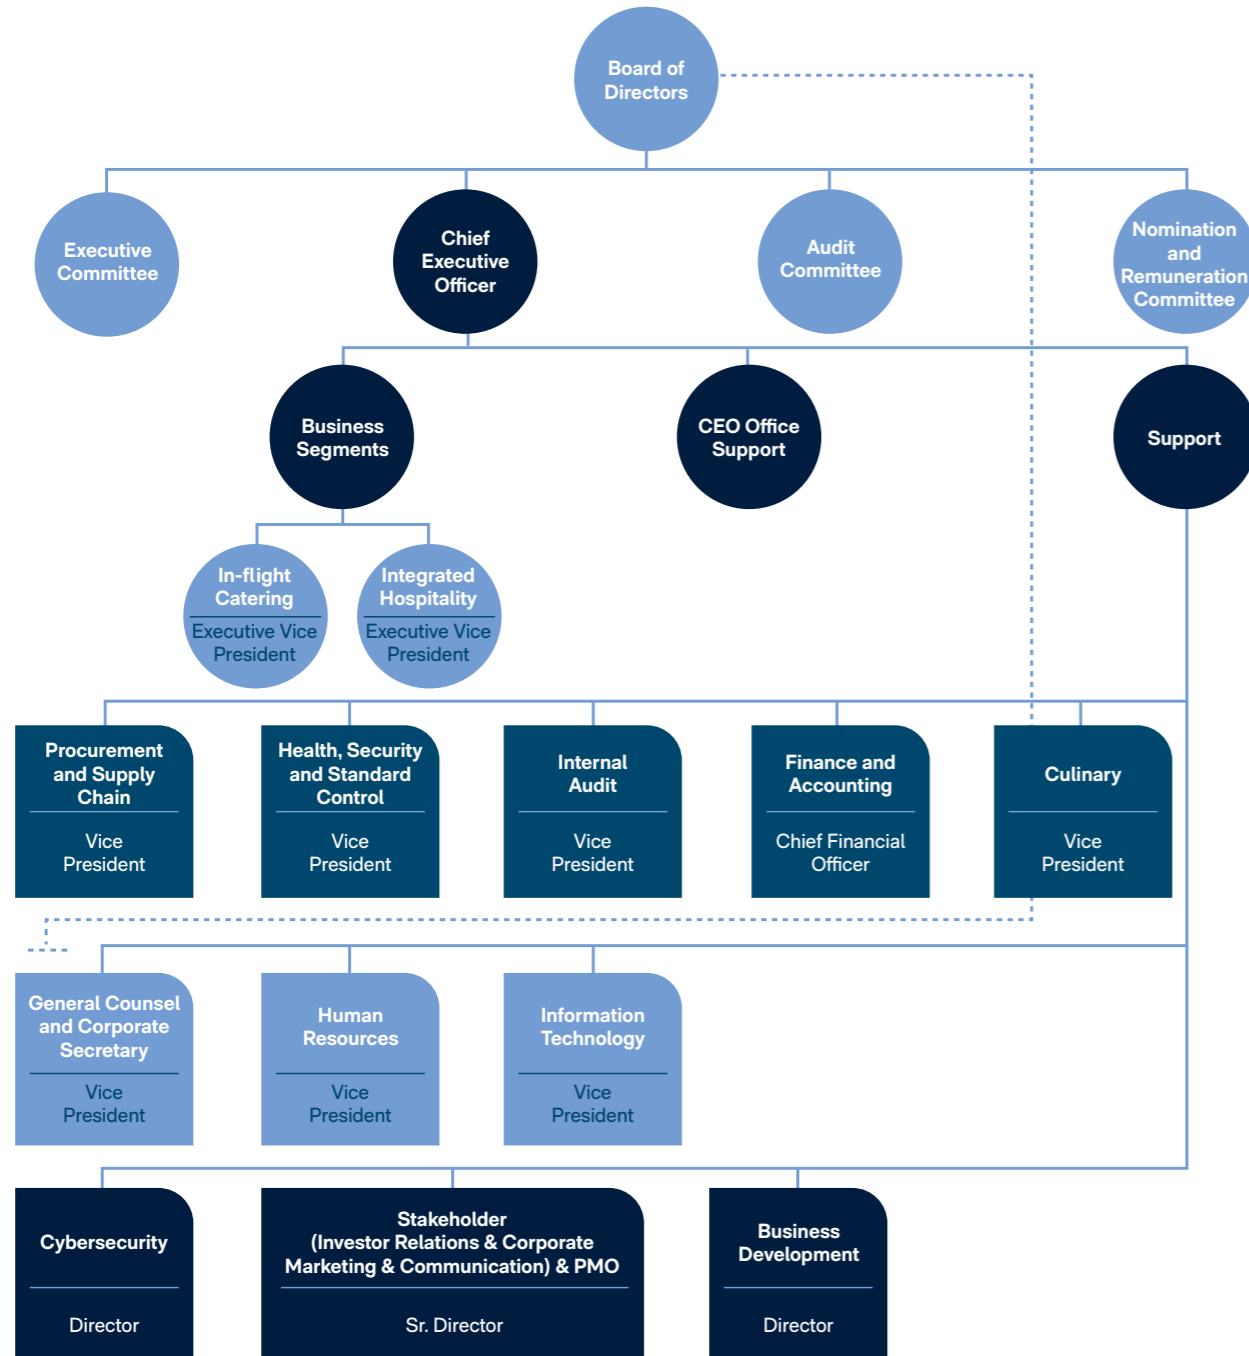 Board of
Directors
Executive
Committee
Chief
Executive
Officer
Audit
Committee
Nomination
and
Remuneration
Committee
Business
Segments
CEO Office
Support
Support
In-flight
Catering
Executive Vice
President
Integrated
Hospitality
Executive Vice
President
Procurement
and Supply
Chain
Vice
President
Health, Security
and Standard
Control
Vice
President
Internal
Audit
Vice
President
Finance and
Accounting
Chief Financial
Officer
Culinary
Vice
President
General Counsel
and Corporate
Secretary
Vice
President
Human
Resources
Vice
President
Information
Technology
Vice
President
Cybersecurity
Director
Stakeholder
(Investor Relations & Corporate
Marketing & Communication) & PMO
Sr. Director
Business
Development
Director